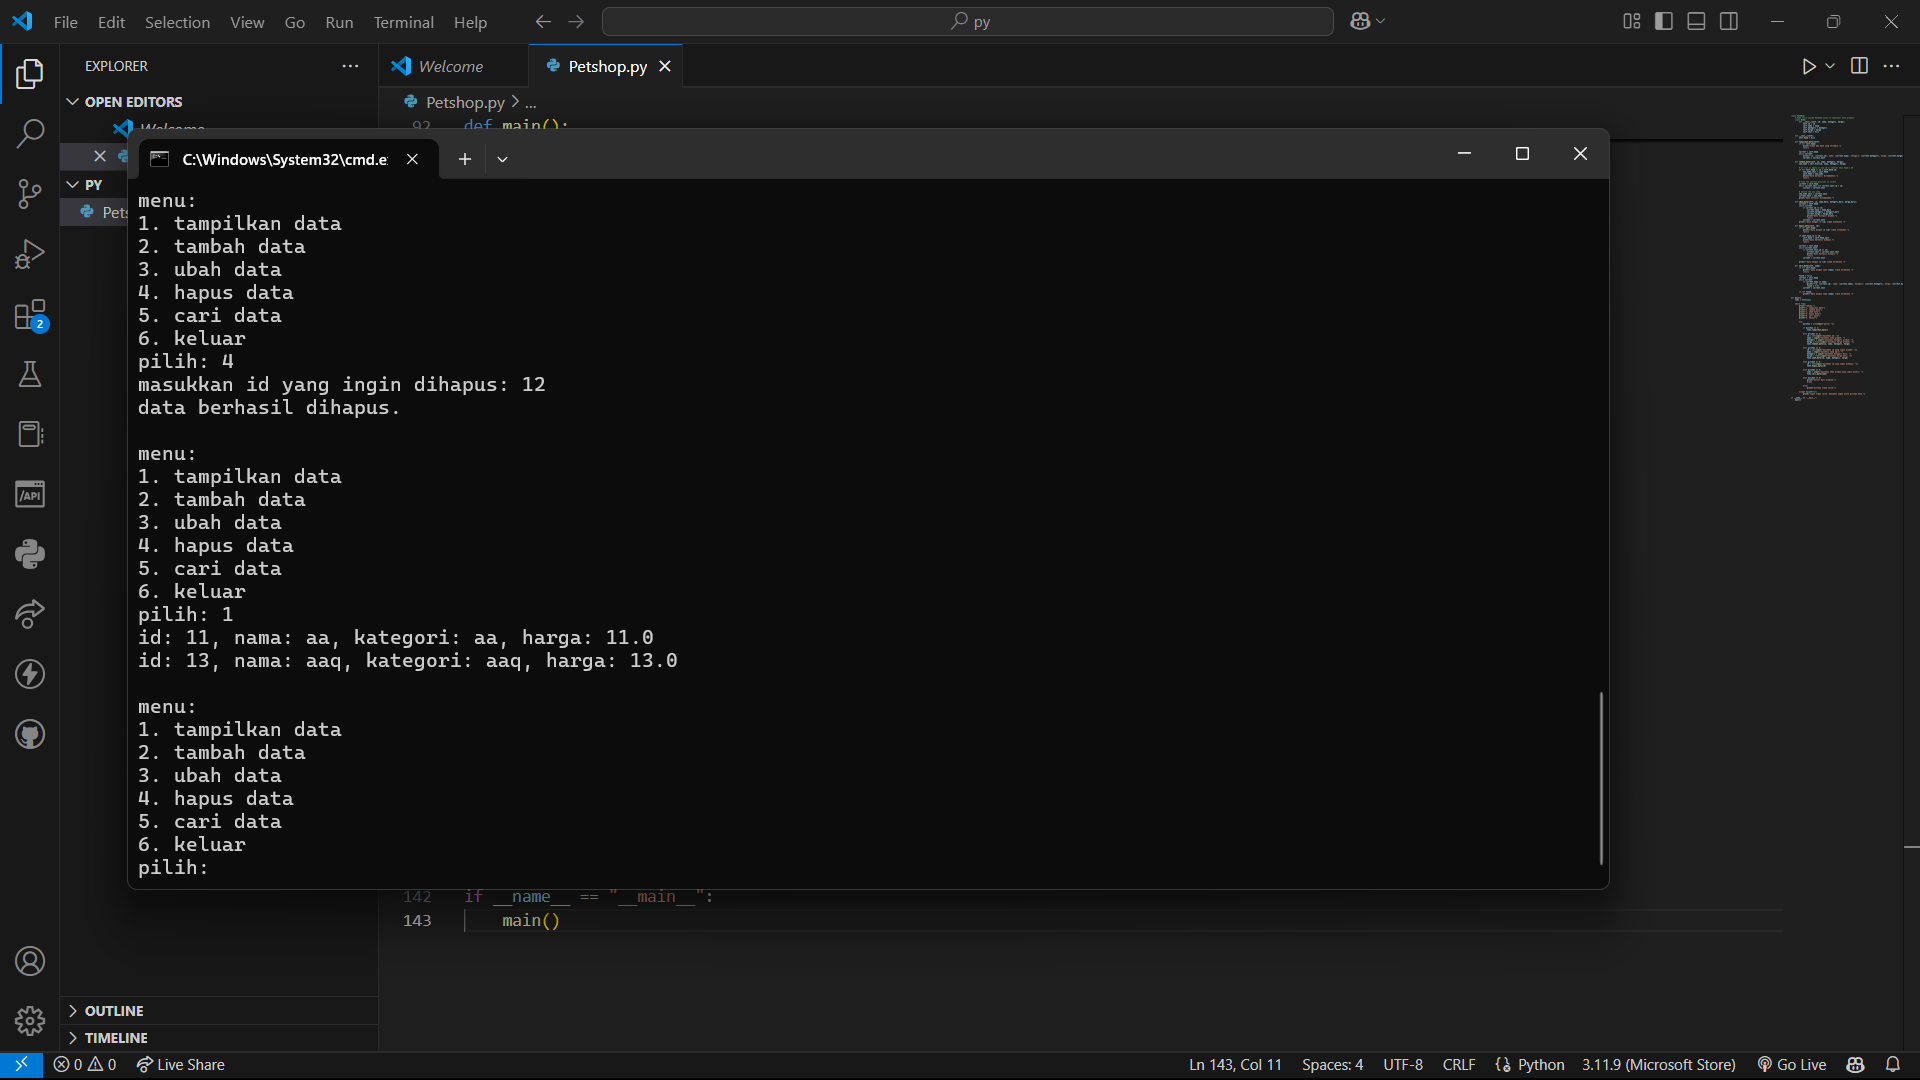 File Edit Selection View Go Run Terminal Help
py
EXPLORER
Welcome
Petshop.py
OPEN EDITORS
Petshop.py > ...
Welcome
92 def main():
C:\Windows\System32\cmd.e
PY
Pets
2
/API
menu:
1. tampilkan data
2. tambah data
3. ubah data
4. hapus data
5. cari data
6. keluar
pilih: 4
masukkan id yang ingin dihapus: 12
data berhasil dihapus.
menu:
1. tampilkan data
2. tambah data
3. ubah data
4. hapus data
5. cari data
6. keluar
pilih: 1
id: 11, nama: aa, kategori: aa, harga: 11.0
id: 13, nama: aaq, kategori: aaq, harga: 13.0
menu:
1. tampilkan data
2. tambah data
3. ubah data
4. hapus data
5. cari data
6. keluar
pilih:
142 if __name__ == "__main__":
143 main()
OUTLINE
TIMELINE
0 0 Live Share
Ln 143, Col 11 Spaces: 4 UTF-8 CRLF Python 3.11.9 (Microsoft Store) Go Live